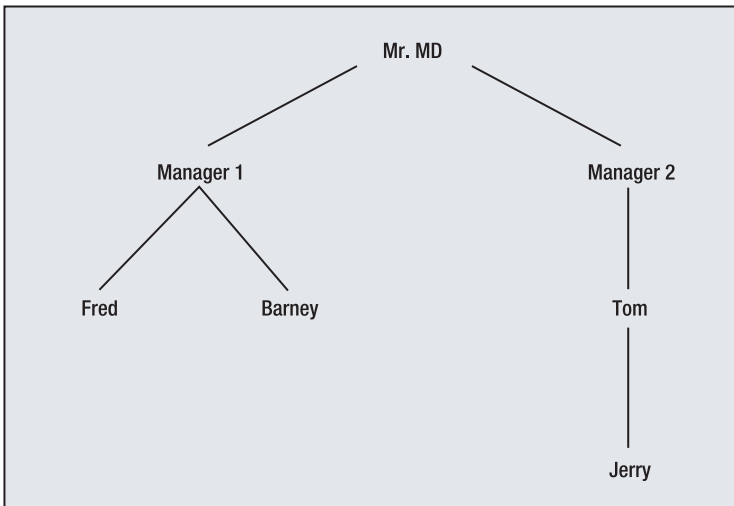 Mr. MD
Manager 1
Manager 2
Fred
Barney
Tom
Jerry